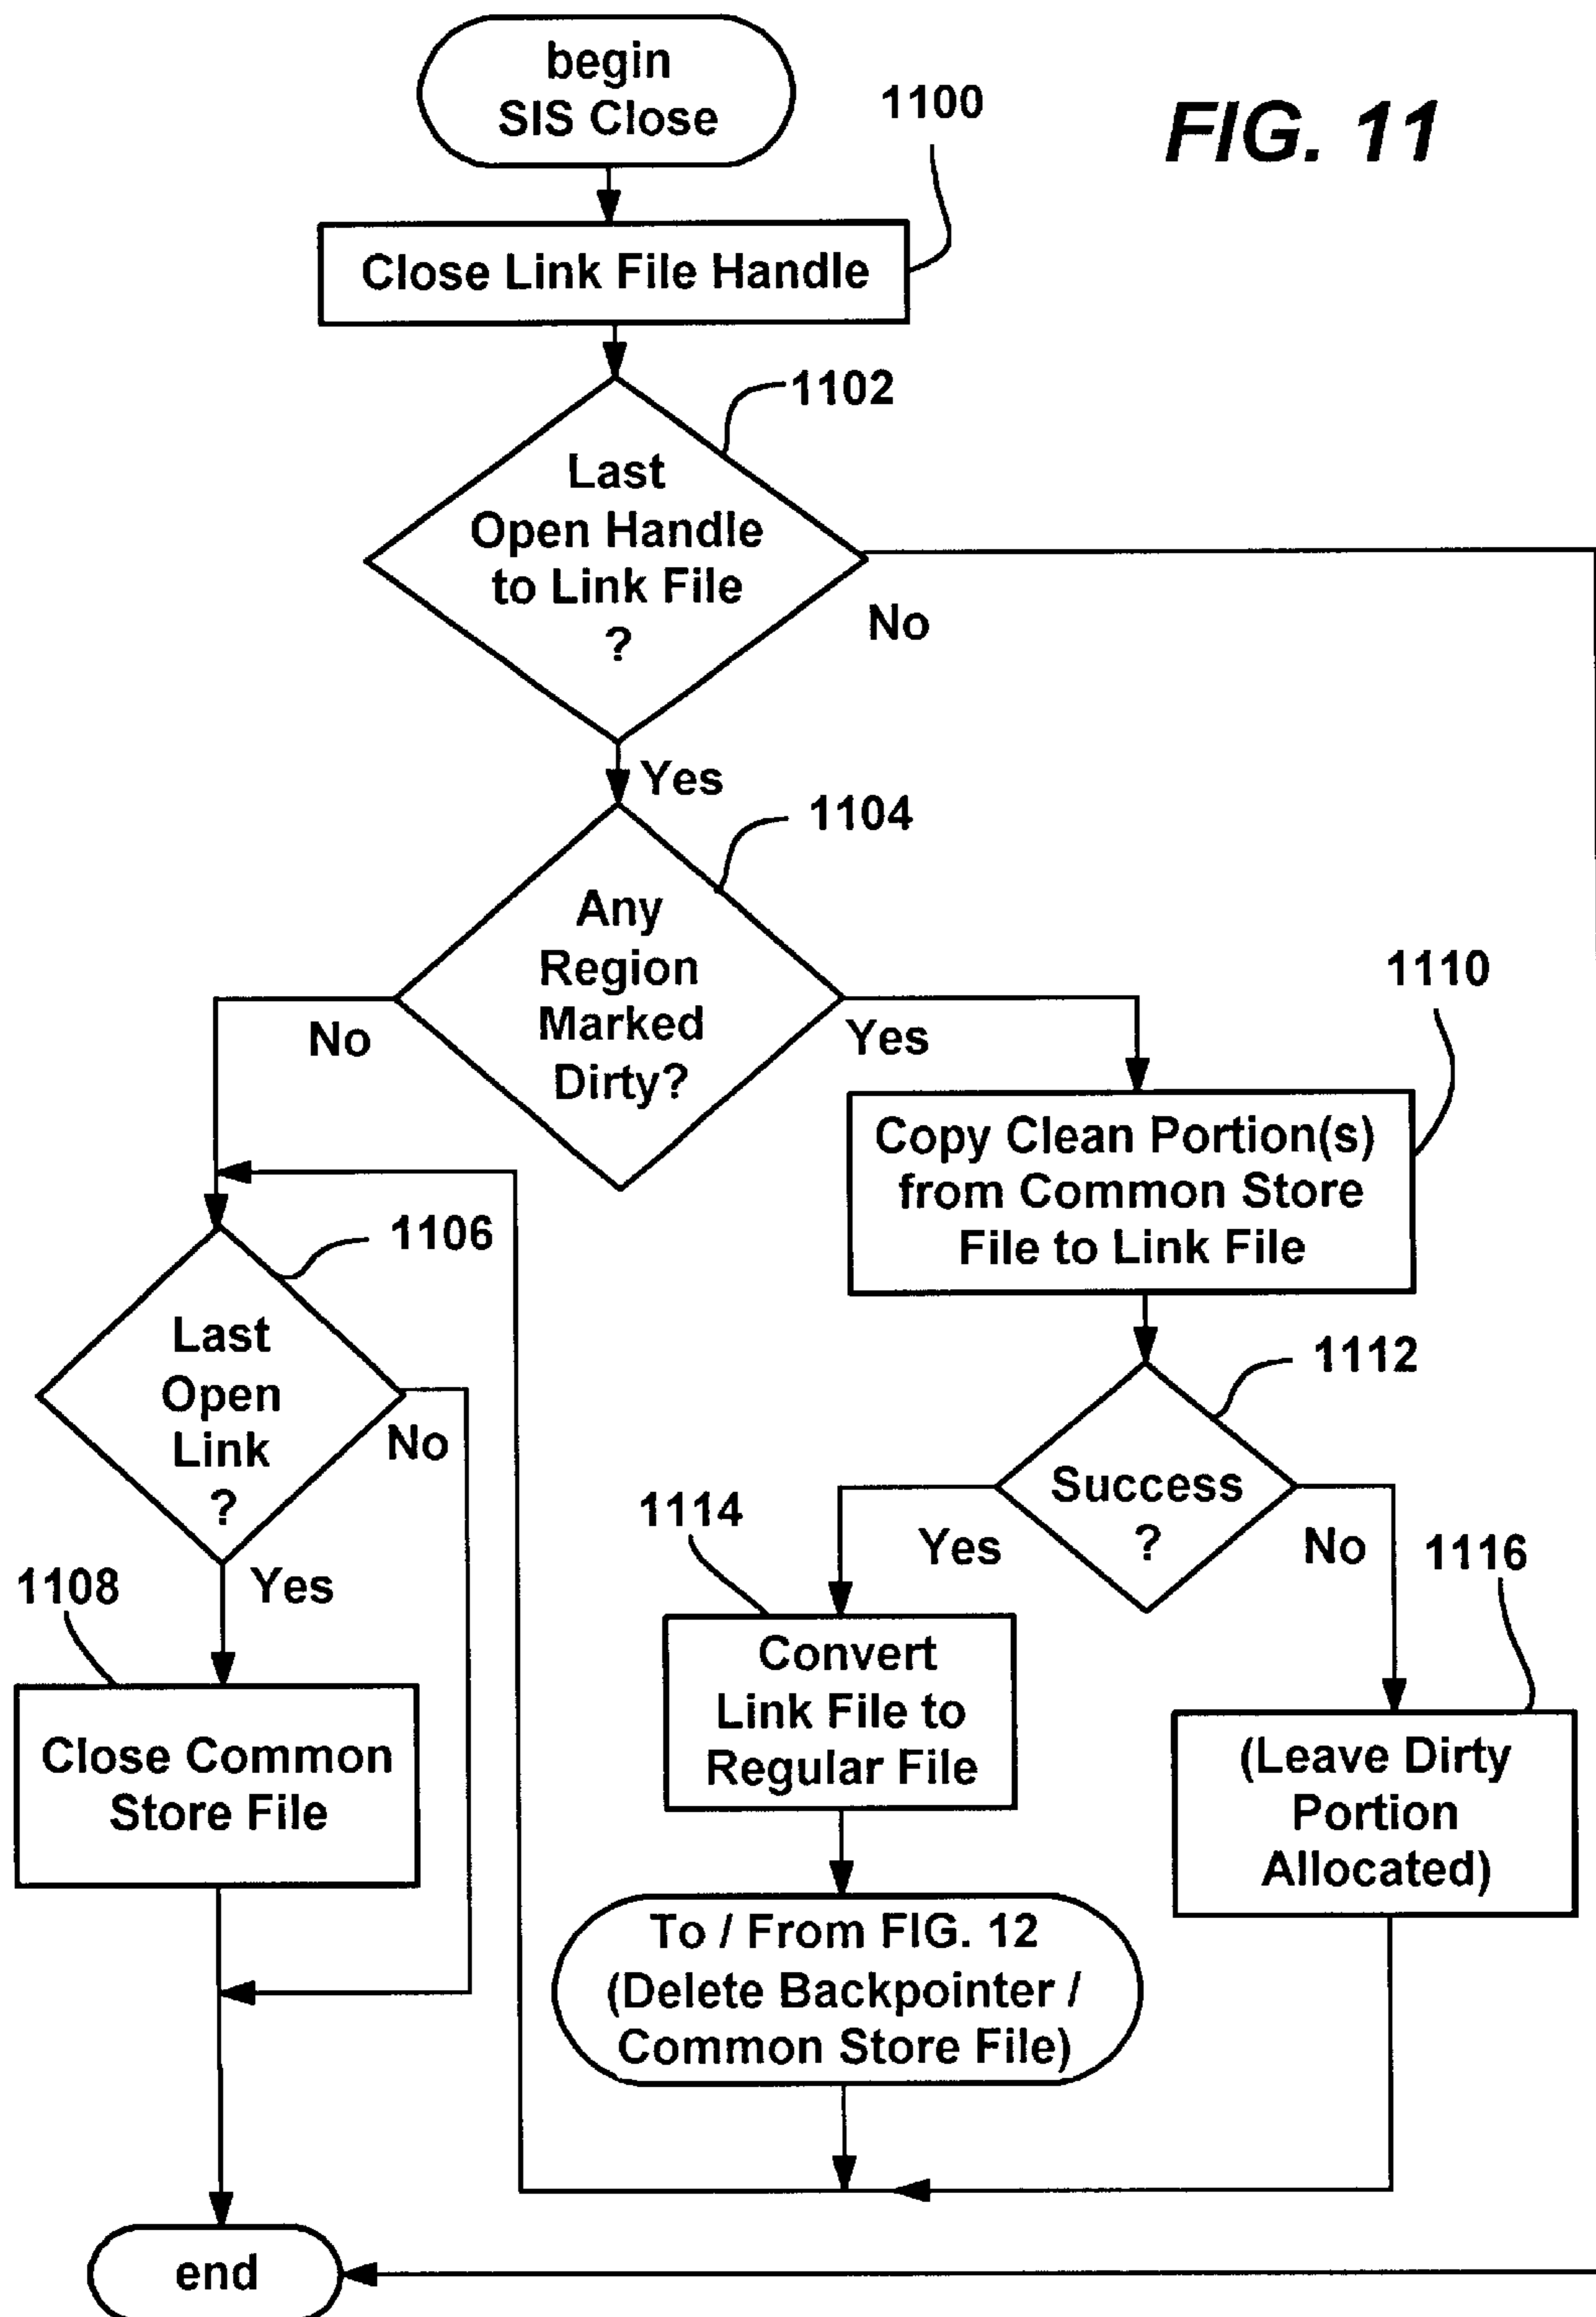 begin
SIS Close
1100
FIG. 11
Close Link File Handle
1102
Last
Open Handle
to Link File
?
No
Yes
1104
Any
Region
Marked
Dirty?
No
Yes
1110
Copy Clean Portion(s)
from Common Store
File to Link File
1106
Last
Open
Link
?
No
Yes
1112
Success
?
Yes
No
1114
1116
1108
Close Common
Store File
Convert
Link File to
Regular File
(Leave Dirty
Portion
Allocated)
To / From FIG. 12
(Delete Backpointer /
Common Store File)
end